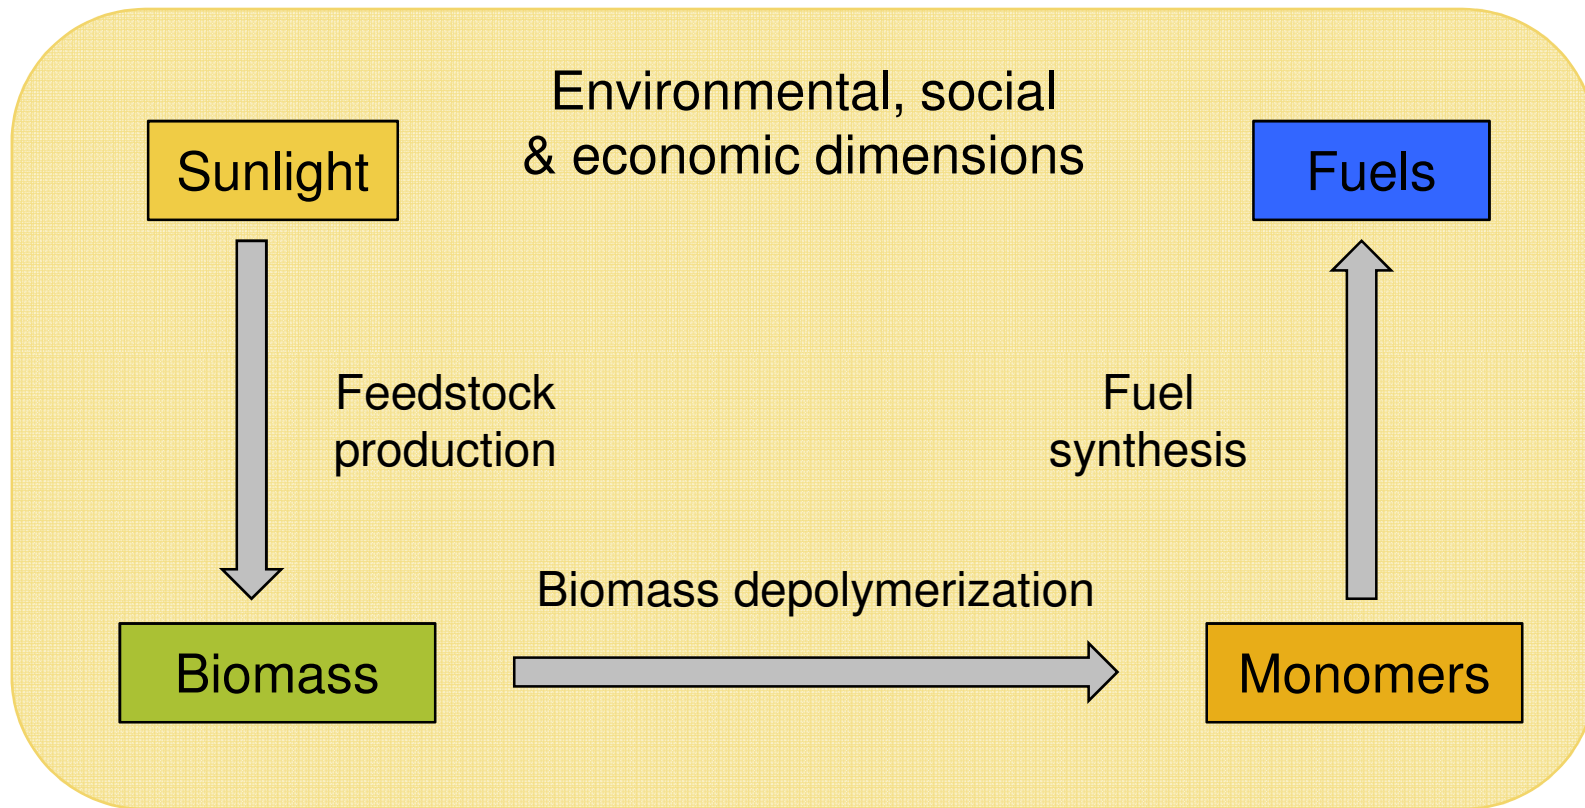 Environmental, social
& economic dimensions
Sunlight
Fuels
Feedstock
production
Fuel
synthesis
Biomass depolymerization
Biomass
Monomers